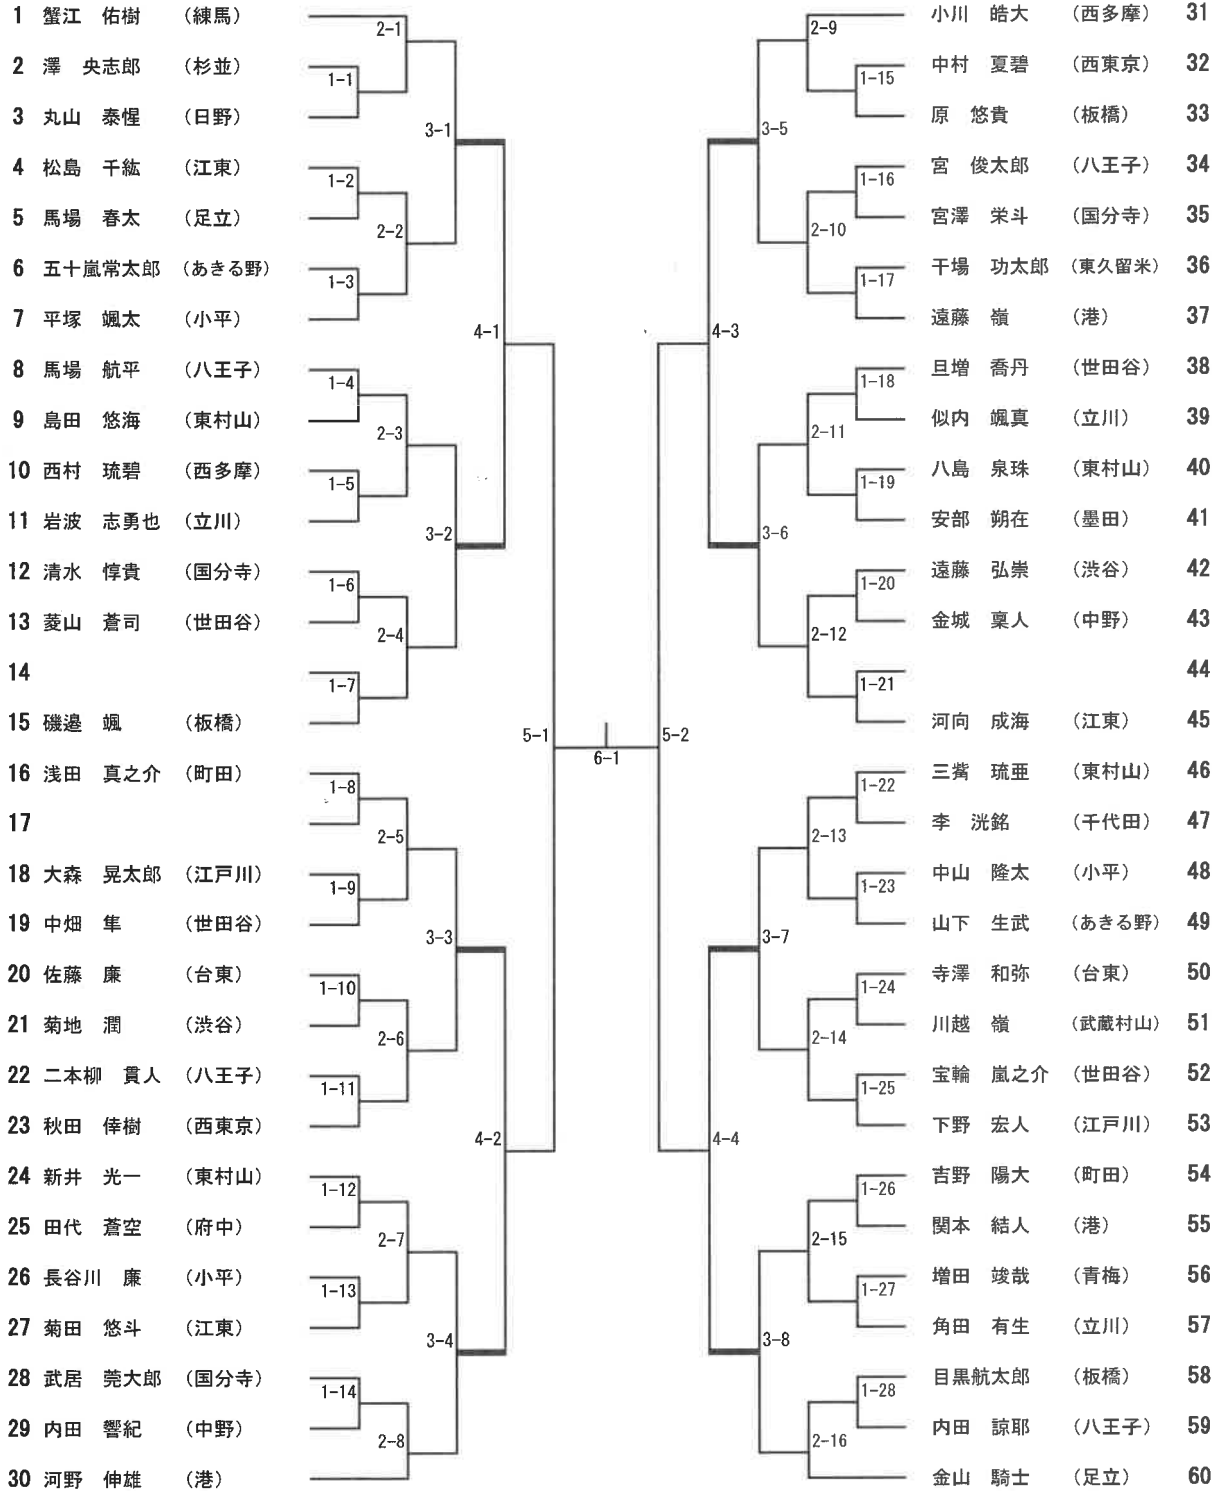 1 蟹江 佑樹 (練馬)
2 澤 央志郎 (杉並)
3 丸山 泰惺 (日野)
4 松島 千紘 (江東)
5 馬場 春太 (足立)
6 五十嵐常太郎 (あきる野)
7 平塚 颯太 (小平)
8 馬場 航平 (八王子)
9 島田 悠海 (東村山)
10 西村 琉碧 (西多摩)
11 岩波 志勇也 (立川)
12 清水 惇貴 (国分寺)
13 菱山 蒼司 (世田谷)
14
15 磯邉 颯 (板橋)
16 浅田 真之介 (町田)
17
18 大森 晃太郎 (江戸川)
19 中畑 隼 (世田谷)
20 佐藤 廉 (台東)
21 菊地 潤 (渋谷)
22 二本柳 貫人 (八王子)
23 秋田 倖樹 (西東京)
24 新井 光一 (東村山)
25 田代 蒼空 (府中)
26 長谷川 廉 (小平)
27 菊田 悠斗 (江東)
28 武居 莞大郎 (国分寺)
29 内田 響紀 (中野)
30 河野 伸雄 (港)
1-1
1-2
1-3
1-4
1-5
1-6
1-7
1-8
1-9
1-10
1-11
1-12
1-13
1-14
2-1
2-2
2-3
2-4
2-5
2-6
2-7
2-8
3-1
3-2
3-3
3-4
4-1
4-2
5-1
6-1
5-2
4-3
4-4
3-5
3-6
3-7
3-8
2-9
2-10
2-11
2-12
2-13
2-14
2-15
2-16
1-15
1-16
1-17
1-18
1-19
1-20
1-21
1-22
1-23
1-24
1-25
1-26
1-27
1-28
小川 皓大 (西多摩) 31
中村 夏碧 (西東京) 32
原 悠貴 (板橋) 33
宮 俊太郎 (八王子) 34
宮澤 栄斗 (国分寺) 35
干場 功太郎 (東久留米) 36
遠藤 嶺 (港) 37
旦増 喬丹 (世田谷) 38
似内 颯真 (立川) 39
八島 泉珠 (東村山) 40
安部 朔在 (墨田) 41
遠藤 弘崇 (渋谷) 42
金城 稟人 (中野) 43
44
河向 成海 (江東) 45
三觜 琉亜 (東村山) 46
李 洸銘 (千代田) 47
中山 隆太 (小平) 48
山下 生武 (あきる野) 49
寺澤 和弥 (台東) 50
川越 嶺 (武蔵村山) 51
宝輪 嵐之介 (世田谷) 52
下野 宏人 (江戸川) 53
吉野 陽大 (町田) 54
関本 結人 (港) 55
増田 竣哉 (青梅) 56
角田 有生 (立川) 57
目黒航太郎 (板橋) 58
内田 諒耶 (八王子) 59
金山 騎士 (足立) 60